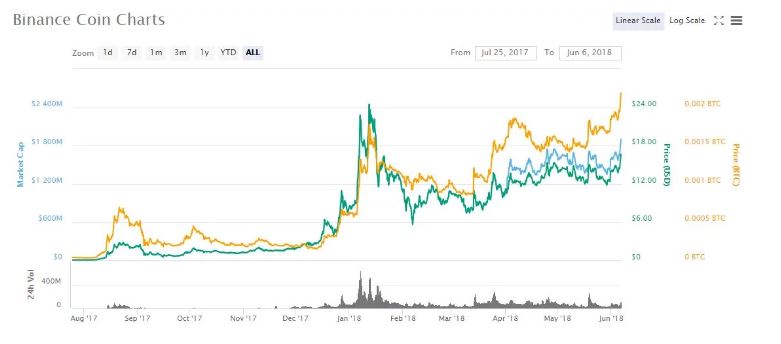 Binance Coin Charts
Linear Scale Log Scale
Zoom 1d 7d 1m 3m 1y YTD ALL
From Jul 25, 2017 To Jun 6, 2018
$2 400M $24.00 0.002 BTC
$1 800M $18.00 0.0015 BTC
$1 200M $12.00 0.001 BTC
$600M $6.00 0.0005 BTC
$0 $0 0 BTC
Market Cap
Price (USD)
Price (BTC)
24h Vol
400M
0
Aug '17 Sep '17 Oct '17 Nov '17 Dec '17 Jan '18 Feb '18 Mar '18 Apr '18 May '18 Jun '18